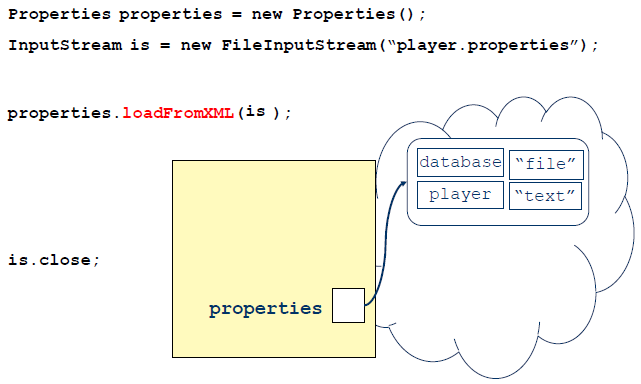 Properties properties = new Properties();
InputStream is = new FileInputStream(“player.properties”);
properties.loadFromXML(is );
database “file”
player “text”
is.close;
properties